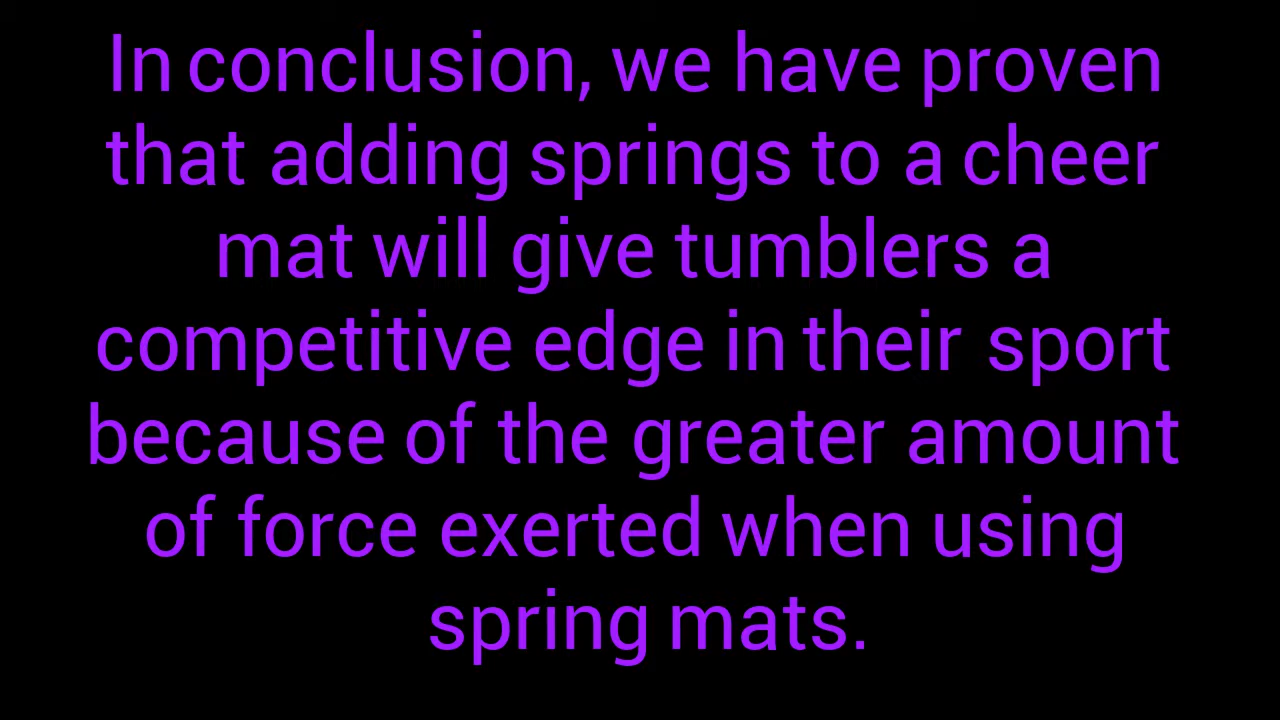 In conclusion, we have proven
that adding springs to a cheer
mat will give tumblers a
competitive edge in their sport
because of the greater amount
of force exerted when using
spring mats.